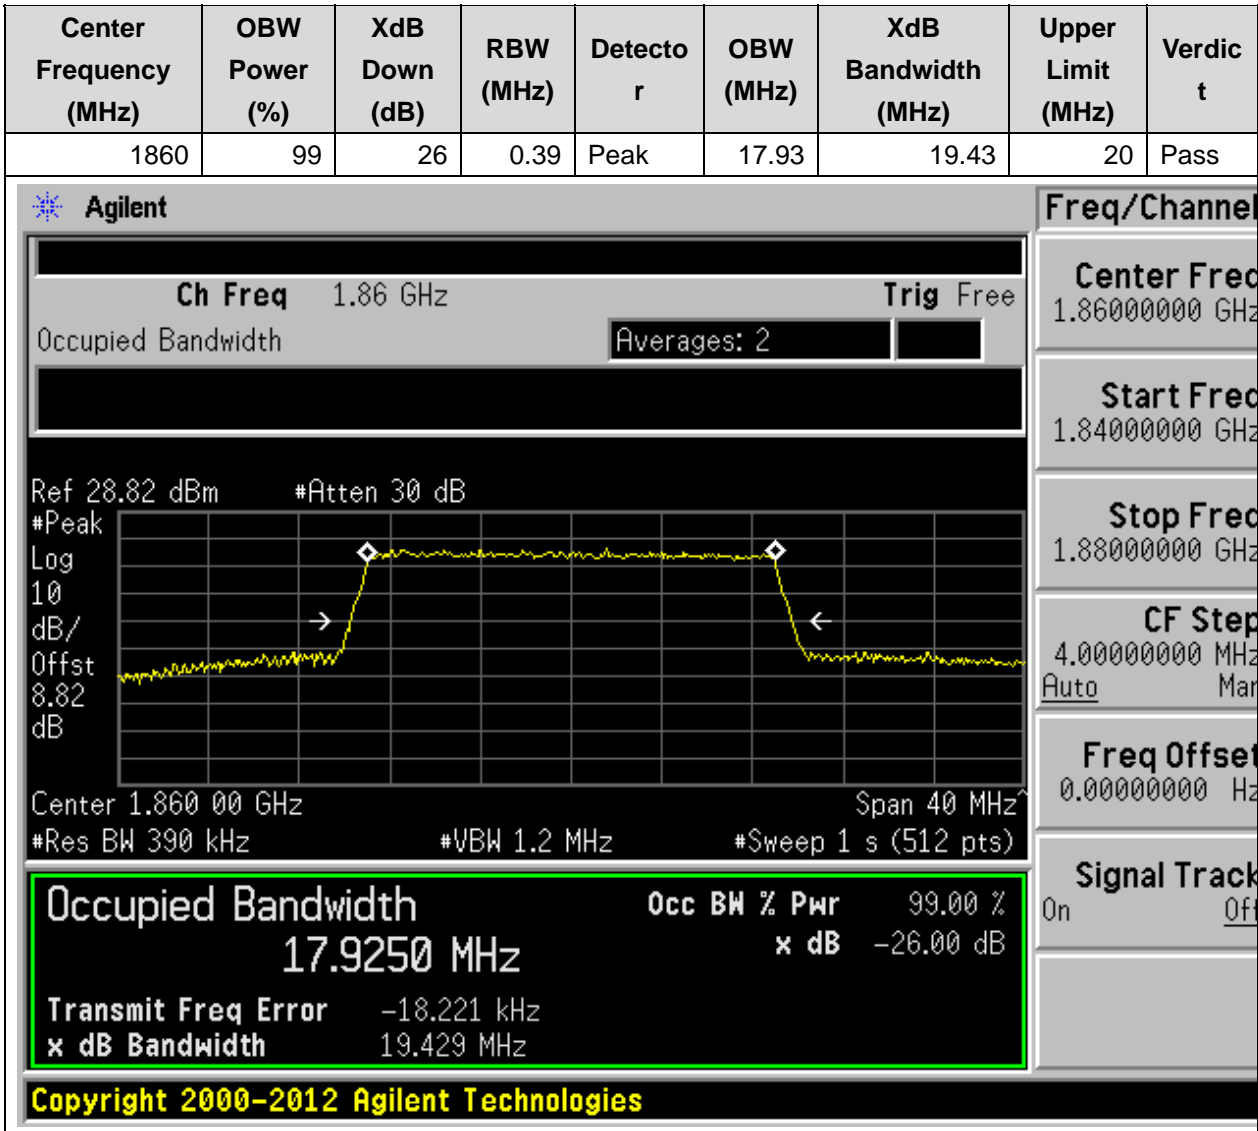 Center Frequency (MHz) OBW Power (%) XdB Down (dB) RBW (MHz) Detecto r OBW (MHz) XdB Bandwidth (MHz) Upper Limit (MHz) Verdic t
1860 99 26 0.39 Peak 17.93 19.43 20 Pass
Agilent
Freq/Channel
Ch Freq 1.86 GHz Trig Free
Occupied Bandwidth Averages: 2
Center Freq
1.86000000 GHz
Start Freq
1.84000000 GHz
Stop Freq
1.88000000 GHz
CF Step
4.00000000 MHz
Auto Man
Freq Offset
0.00000000 Hz
Signal Track
On Off
Ref 28.82 dBm #Atten 30 dB
#Peak
Log
10
dB/
Offst
8.82
dB
Center 1.860 00 GHz Span 40 MHz^
#Res BW 390 kHz #VBW 1.2 MHz #Sweep 1 s (512 pts)
Occupied Bandwidth Occ BW % Pwr 99.00 %
17.9250 MHz x dB -26.00 dB
Transmit Freq Error -18.221 kHz
x dB Bandwidth 19.429 MHz
Copyright 2000-2012 Agilent Technologies